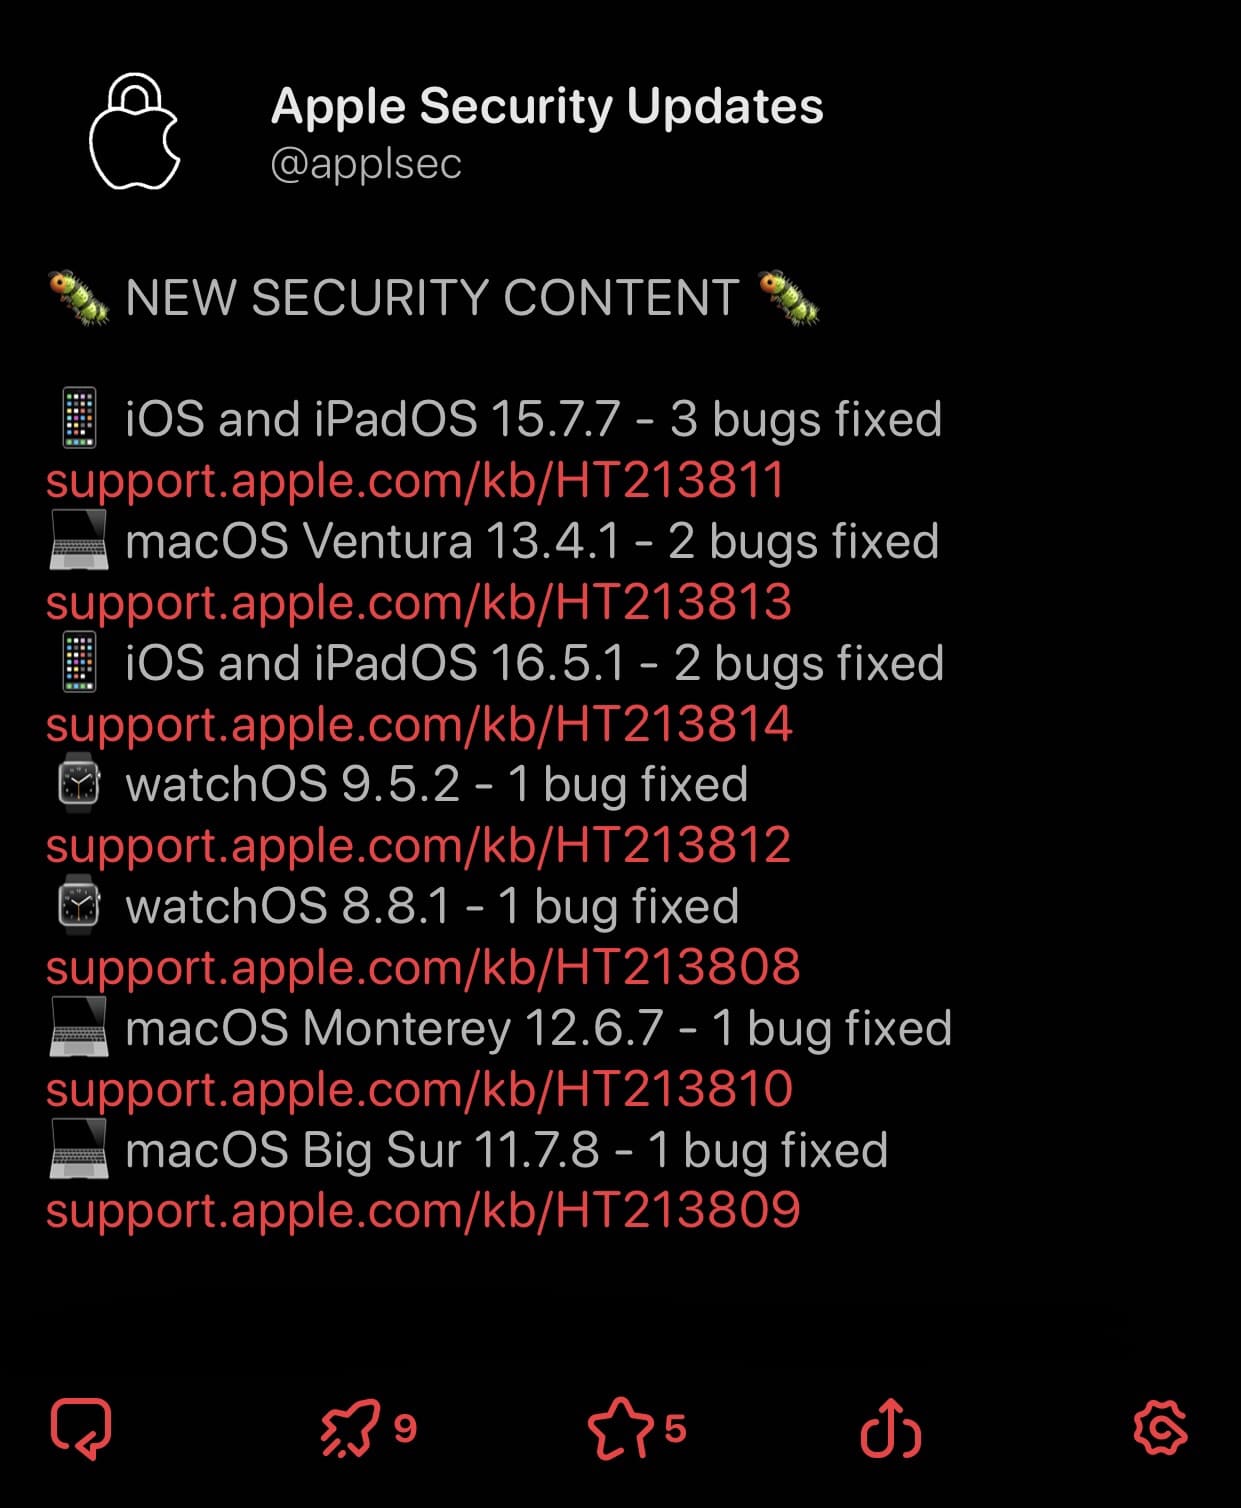 Apple Security Updates
@applsec
🐛 NEW SECURITY CONTENT 🐛
📱 iOS and iPadOS 15.7.7 - 3 bugs fixed
support.apple.com/kb/HT213811
💻 macOS Ventura 13.4.1 - 2 bugs fixed
support.apple.com/kb/HT213813
📱 iOS and iPadOS 16.5.1 - 2 bugs fixed
support.apple.com/kb/HT213814
⌚ watchOS 9.5.2 - 1 bug fixed
support.apple.com/kb/HT213812
⌚ watchOS 8.8.1 - 1 bug fixed
support.apple.com/kb/HT213808
💻 macOS Monterey 12.6.7 - 1 bug fixed
support.apple.com/kb/HT213810
💻 macOS Big Sur 11.7.8 - 1 bug fixed
support.apple.com/kb/HT213809
9 5